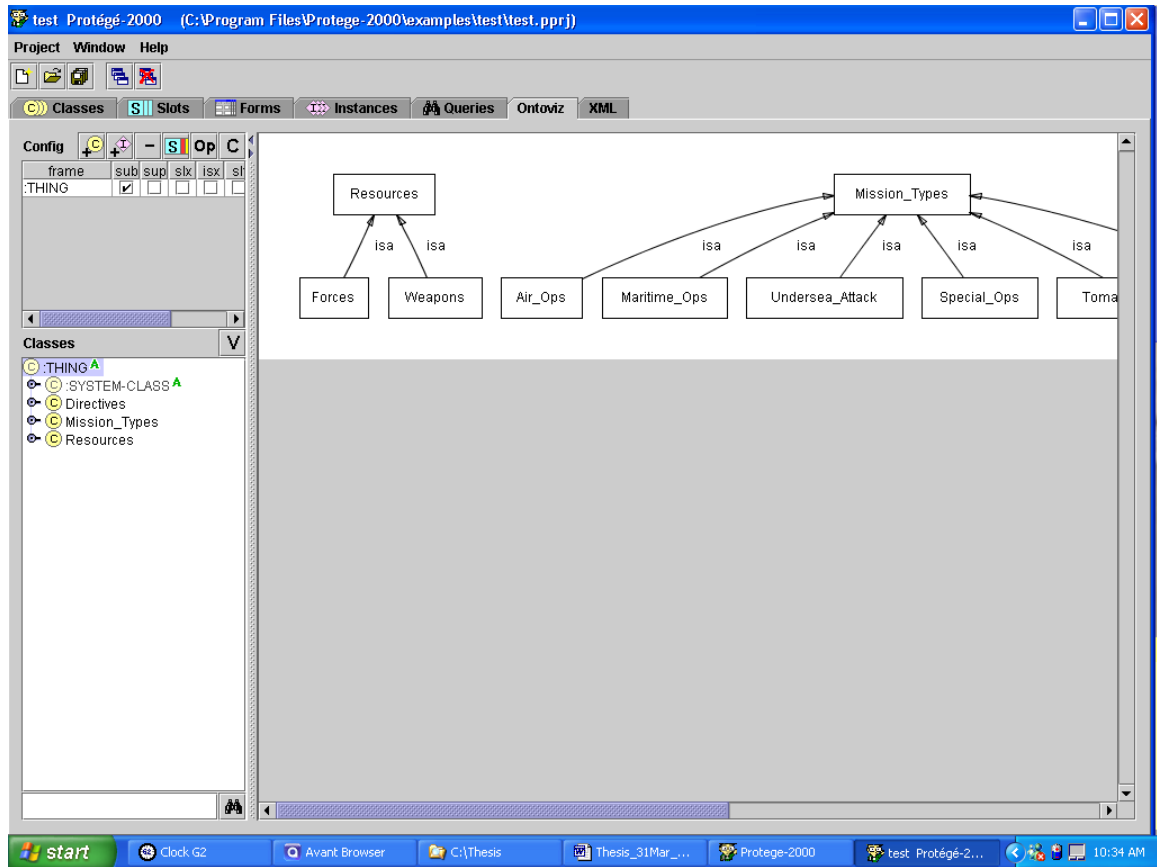 test Protégé-2000 (C:\Program Files\Protege-2000\examples\test\test.pprj)
Project Window Help
C Classes S Slots Forms I Instances Queries Ontoviz XML
Config C I – S Op C
frame sub sup slx isx sl
:THING
Classes V
C :THING A
C :SYSTEM-CLASS A
C Directives
C Mission_Types
C Resources
Resources Mission_Types
isa isa isa isa isa isa isa
Forces Weapons Air_Ops Maritime_Ops Undersea_Attack Special_Ops Toma
start Clock G2 Avant Browser C:\Thesis Thesis_31Mar_... Protege-2000 test Protégé-2... 10:34 AM